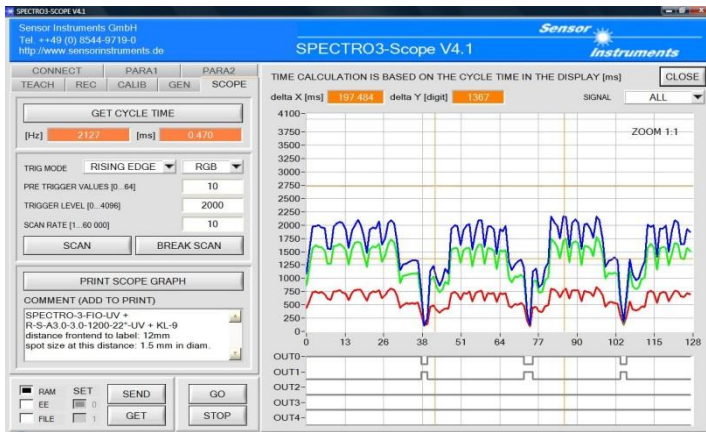 SPECTRO3-Scope V4.1
Sensor Instruments GmbH
Tel. ++49 (0) 8544-9719-0
http://www.sensorinstruments.de
SPECTRO3-Scope V4.1
Sensor
Instruments
CONNECT PARA1 PARA2
TEACH REC CALIB GEN SCOPE
GET CYCLE TIME
[Hz] 2127 [ms] 0.470
TRIG MODE RISING EDGE RGB
PRE TRIGGER VALUES [0...64] 10
TRIGGER LEVEL [0...4096] 2000
SCAN RATE [1...60 000] 10
SCAN BREAK SCAN
PRINT SCOPE GRAPH
COMMENT (ADD TO PRINT)
SPECTRO-3-FIO-UV +
R-S-A3.0-3.0-1200-22°-UV + KL-9
distance frontend to label: 12mm
spot size at this distance: 1.5 mm in diam.
RAM SET SEND GO
EE 0
FILE 1 GET STOP
TIME CALCULATION IS BASED ON THE CYCLE TIME IN THE DISPLAY [ms] CLOSE
delta X [ms] 197.484 delta Y [digit] 1367 SIGNAL ALL
ZOOM 1:1
4100
3750
3500
3250
3000
2750
2500
2250
2000
1750
1500
1250
1000
750
500
250
0
0 13 26 38 51 64 77 90 102 115 128
OUT0
OUT1
OUT2
OUT3
OUT4